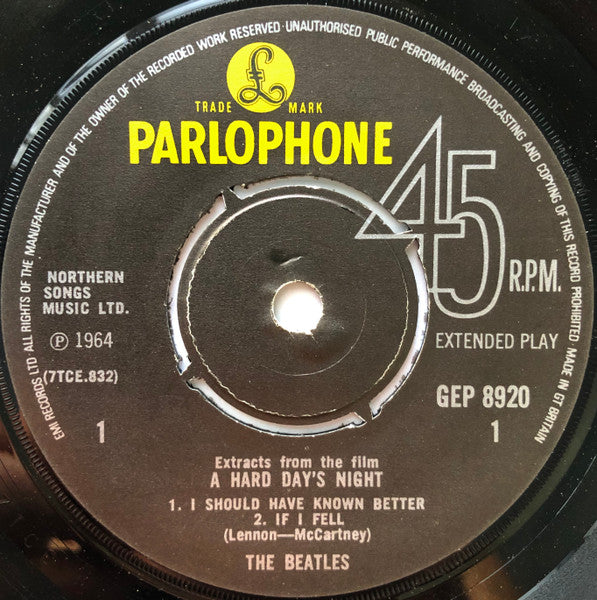 EMI RECORDS LTD ALL RIGHTS OF THE MANUFACTURER AND OF THE OWNER OF THE RECORDED WORK RESERVED · UNAUTHORISED PUBLIC PERFORMANCE BROADCASTING AND COPYING OF THIS RECORD PROHIBITED · MADE IN GT BRITAIN
£
TRADE MARK
PARLOPHONE
45
R.P.M.
NORTHERN
SONGS
MUSIC LTD.
℗ 1964
EXTENDED PLAY
(7TCE.832)
GEP 8920
1
1
Extracts from the film
A HARD DAY'S NIGHT
1. I SHOULD HAVE KNOWN BETTER
2. IF I FELL
(Lennon—McCartney)
THE BEATLES